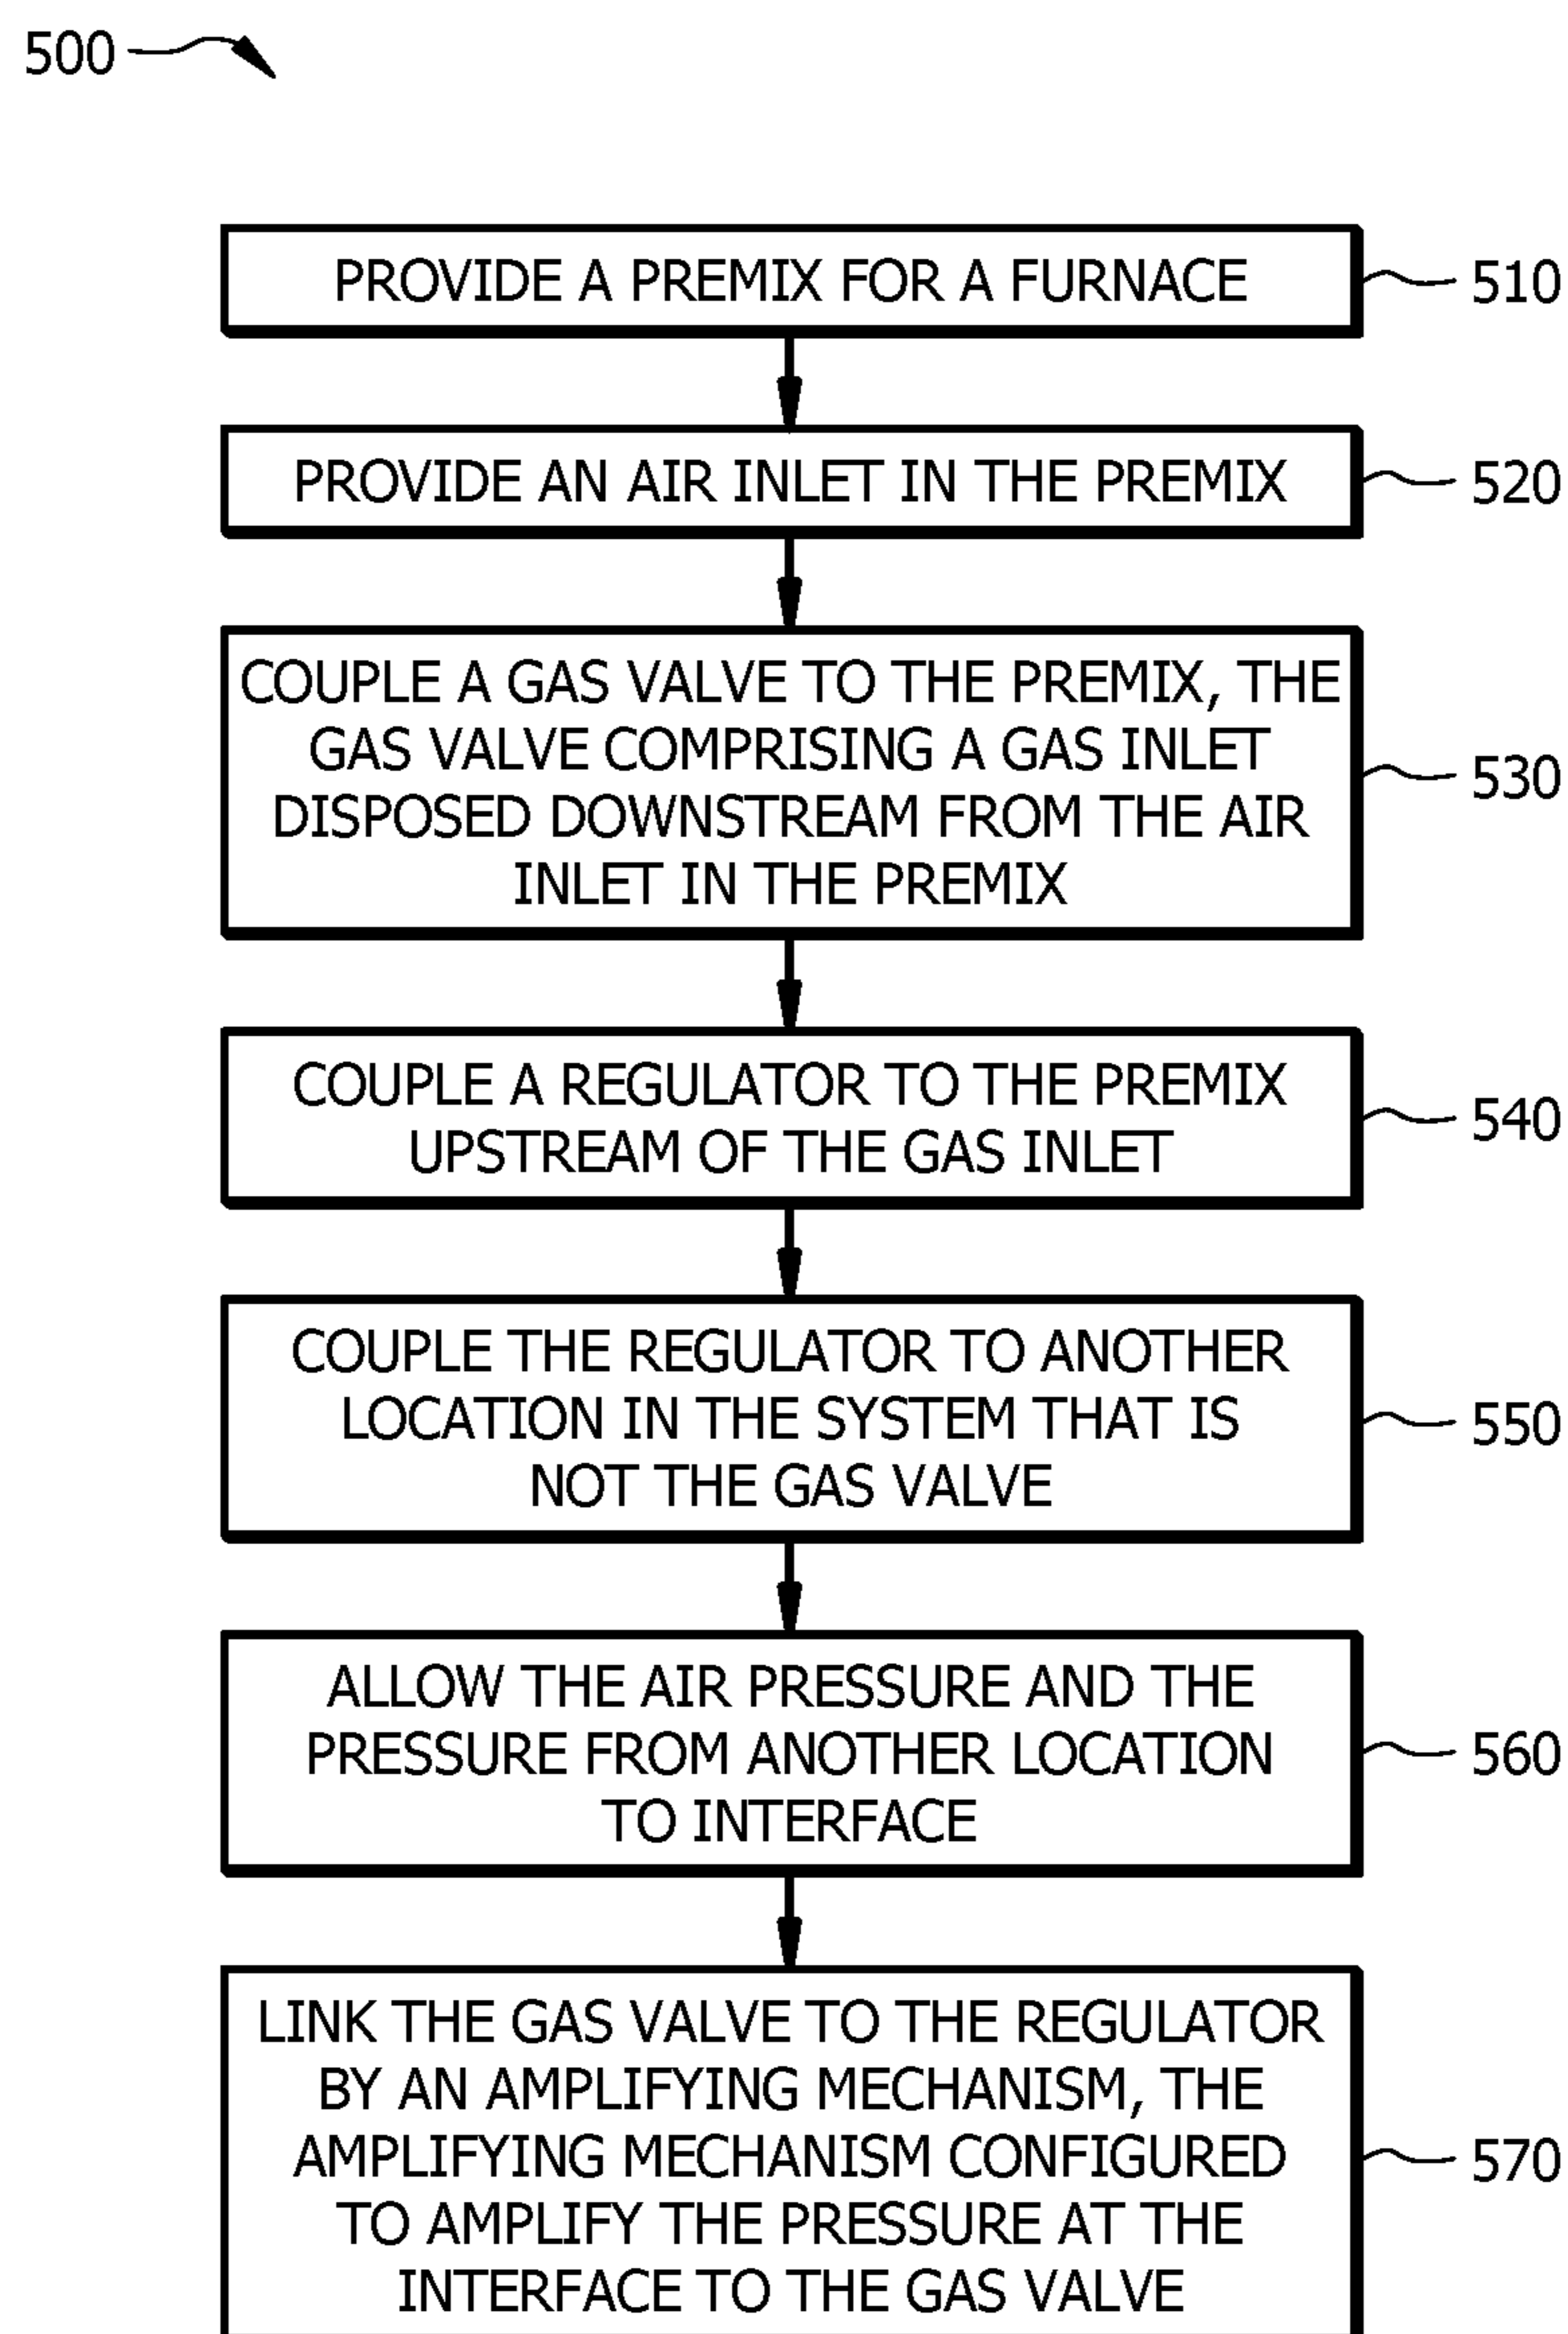 500
PROVIDE A PREMIX FOR A FURNACE
510
PROVIDE AN AIR INLET IN THE PREMIX
520
COUPLE A GAS VALVE TO THE PREMIX, THE
GAS VALVE COMPRISING A GAS INLET
DISPOSED DOWNSTREAM FROM THE AIR
INLET IN THE PREMIX
530
COUPLE A REGULATOR TO THE PREMIX
UPSTREAM OF THE GAS INLET
540
COUPLE THE REGULATOR TO ANOTHER
LOCATION IN THE SYSTEM THAT IS
NOT THE GAS VALVE
550
ALLOW THE AIR PRESSURE AND THE
PRESSURE FROM ANOTHER LOCATION
TO INTERFACE
560
LINK THE GAS VALVE TO THE REGULATOR
BY AN AMPLIFYING MECHANISM, THE
AMPLIFYING MECHANISM CONFIGURED
TO AMPLIFY THE PRESSURE AT THE
INTERFACE TO THE GAS VALVE
570